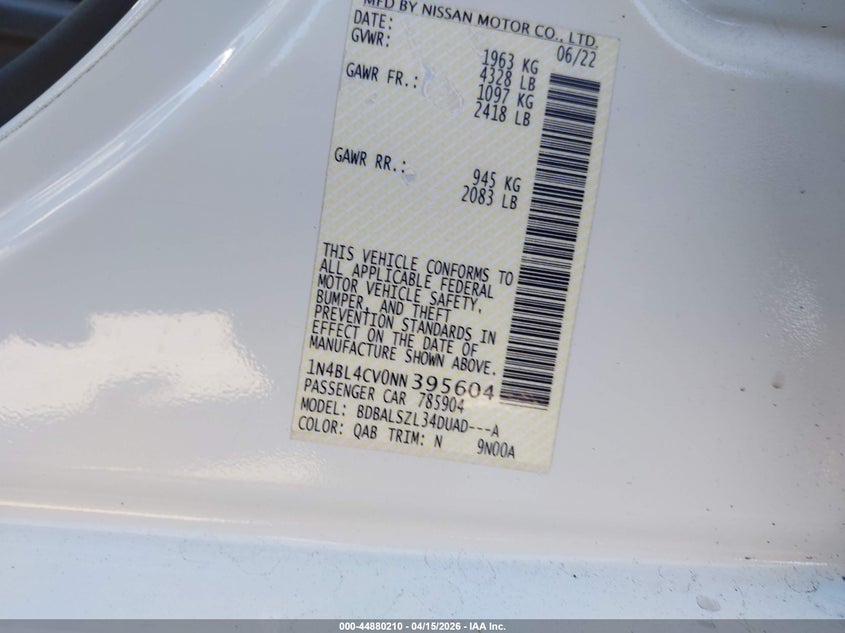 MFD BY NISSAN MOTOR CO., LTD.
DATE: 06/22
GVWR: 1963 KG
4328 LB
GAWR FR.: 1097 KG
2418 LB
GAWR RR.: 945 KG
2083 LB
THIS VEHICLE CONFORMS TO
ALL APPLICABLE FEDERAL
MOTOR VEHICLE SAFETY,
BUMPER, AND THEFT
PREVENTION STANDARDS IN
EFFECT ON THE DATE OF
MANUFACTURE SHOWN ABOVE.
1N4BL4CV0NN395604
PASSENGER CAR 785904
MODEL: BDBALSZL34DUAD---A
COLOR: QAB TRIM: N 9N00A
000-44880210 - 04/15/2026 - IAA Inc.